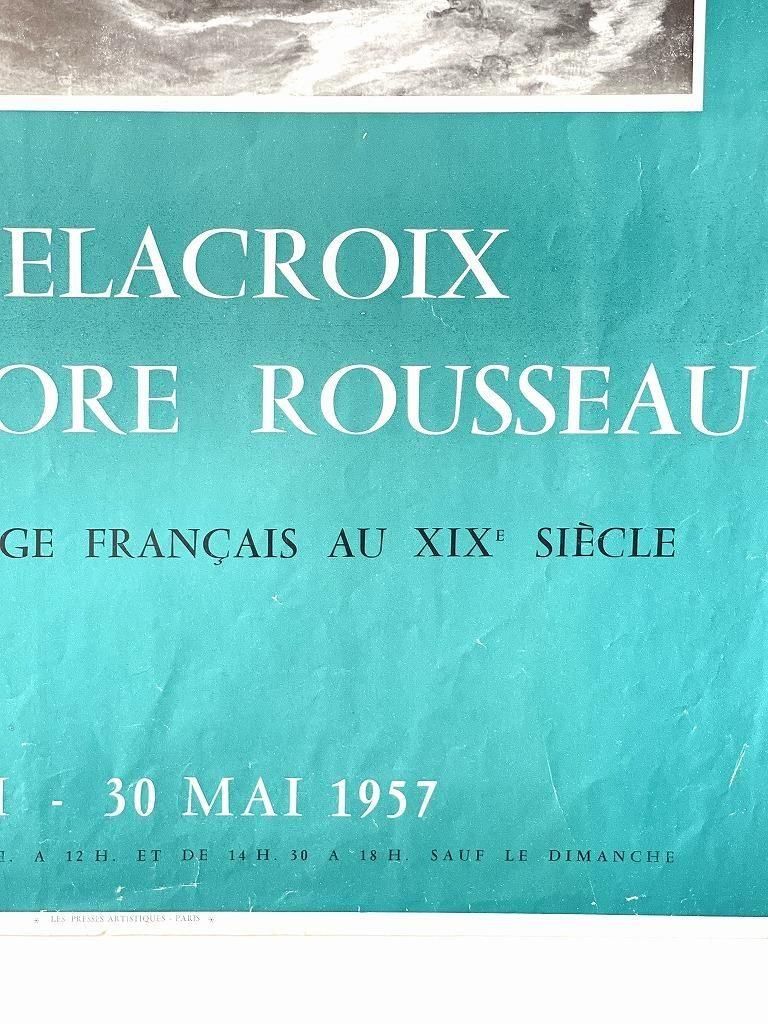 ELACROIX
ORE ROUSSEAU
GE FRANÇAIS AU XIXE SIÈCLE
I - 30 MAI 1957
H. A 12 H. ET DE 14 H. 30 A 18 H. SAUF LE DIMANCHE
* LES PRESSES ARTISTIQUES - PARIS *